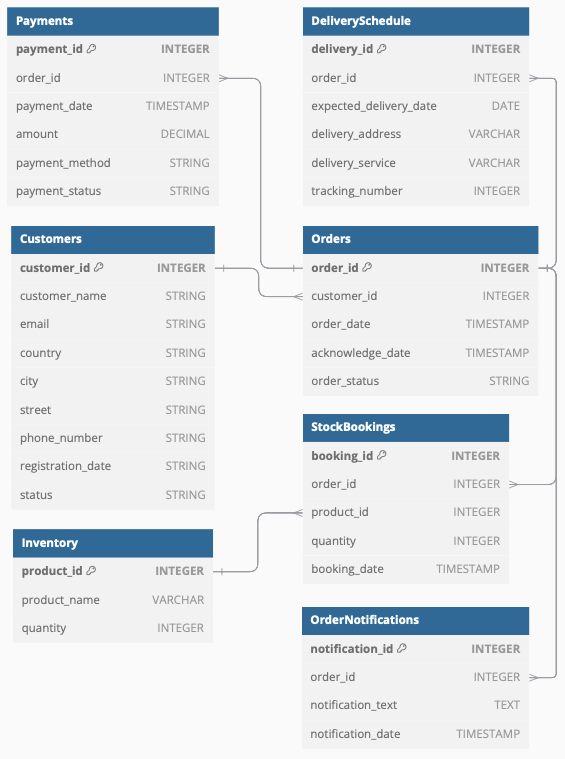 Payments
payment_id INTEGER
order_id INTEGER
payment_date TIMESTAMP
amount DECIMAL
payment_method STRING
payment_status STRING
DeliverySchedule
delivery_id INTEGER
order_id INTEGER
expected_delivery_date DATE
delivery_address VARCHAR
delivery_service VARCHAR
tracking_number INTEGER
Customers
customer_id INTEGER
customer_name STRING
email STRING
country STRING
city STRING
street STRING
phone_number STRING
registration_date STRING
status STRING
Orders
order_id INTEGER
customer_id INTEGER
order_date TIMESTAMP
acknowledge_date TIMESTAMP
order_status STRING
StockBookings
booking_id INTEGER
order_id INTEGER
product_id INTEGER
quantity INTEGER
booking_date TIMESTAMP
Inventory
product_id INTEGER
product_name VARCHAR
quantity INTEGER
OrderNotifications
notification_id INTEGER
order_id INTEGER
notification_text TEXT
notification_date TIMESTAMP